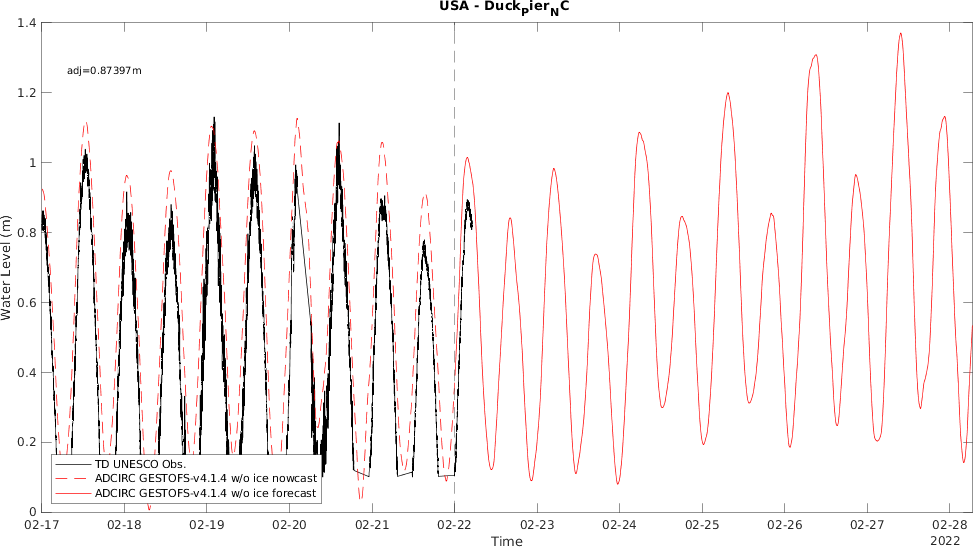 USA - DuckPierNC
1.4
adj=0.87397m
1.2
1
0.8
Water Level (m)
0.6
0.4
0.2
0
TD UNESCO Obs.
ADCIRC GESTOFS-v4.1.4 w/o ice nowcast
ADCIRC GESTOFS-v4.1.4 w/o ice forecast
02-17 02-18 02-19 02-20 02-21 02-22 02-23 02-24 02-25 02-26 02-27 02-28
Time
2022